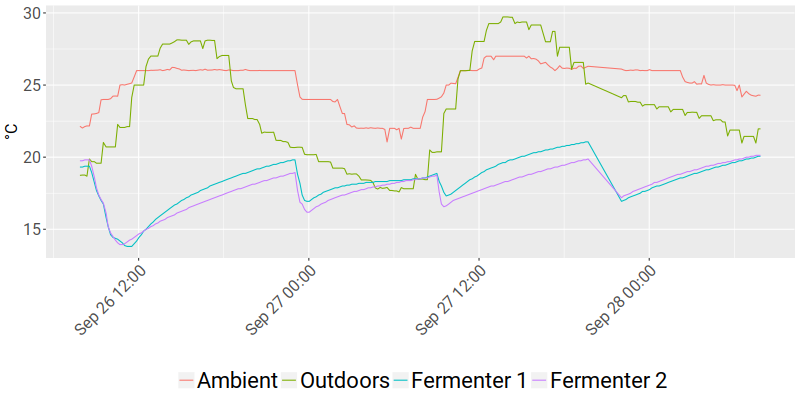 30
25
°C
20
15
Sep 26 12:00
Sep 27 00:00
Sep 27 12:00
Sep 28 00:00
Ambient Outdoors Fermenter 1 Fermenter 2